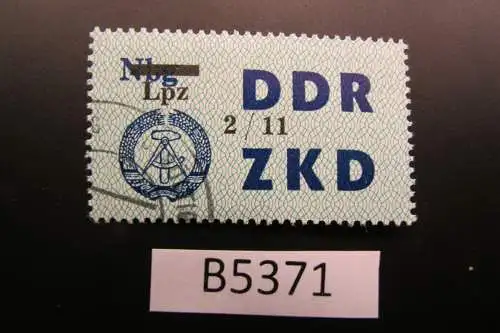 Nbg
Lpz
DDR
2 / 11
ZKD
B5371